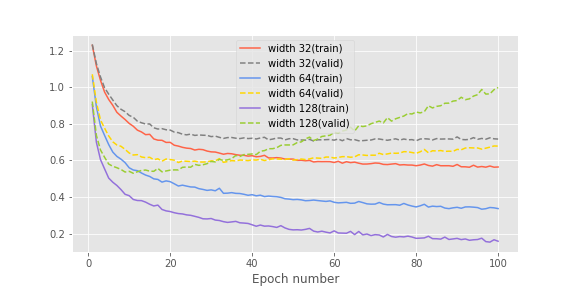 width 32(train)
width 32(valid)
width 64(train)
width 64(valid)
width 128(train)
width 128(valid)
1.2
1.0
0.8
0.6
0.4
0.2
0 20 40 60 80 100
Epoch number